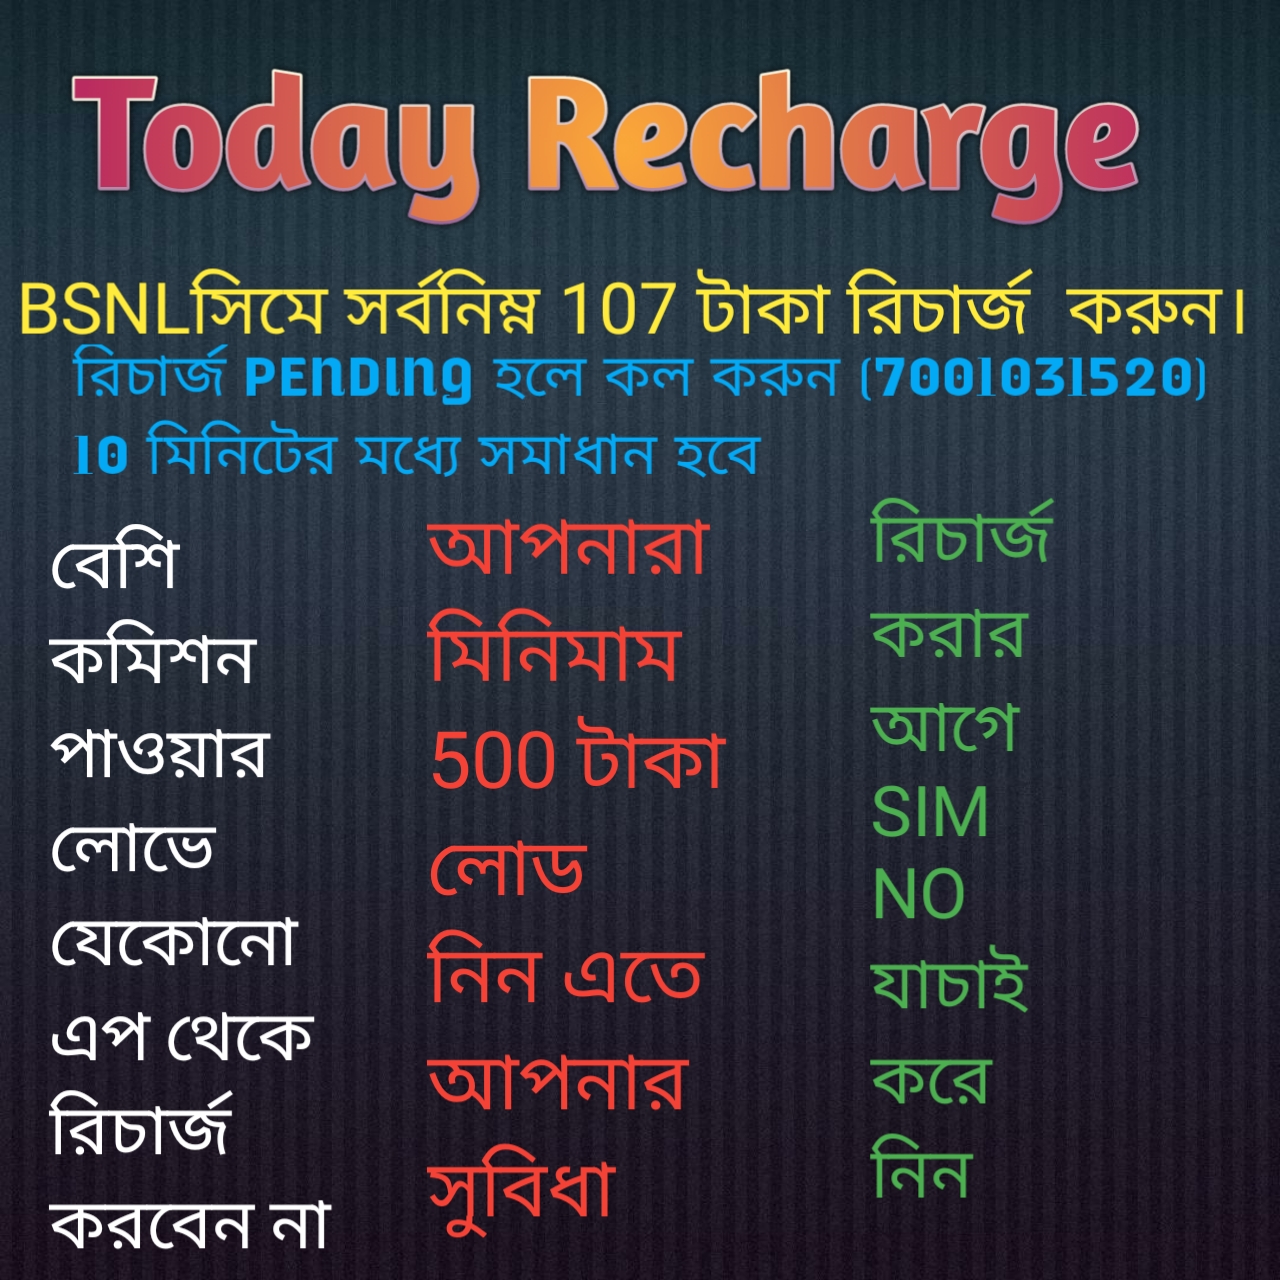 Today Recharge
BSNLসিমে সর্বনিম্ন 107 টাকা রিচার্জ করুন।
রিচার্জ PENDING হলে কল করুন (7001031520)
10 মিনিটের মধ্যে সমাধান হবে
বেশি
কমিশন
পাওয়ার
লোভে
যেকোনো
এপ থেকে
রিচার্জ
করবেন না
আপনারা
মিনিমাম
500 টাকা
লোড
নিন এতে
আপনার
সুবিধা
রিচার্জ
করার
আগে
SIM
NO
যাচাই
করে
নিন